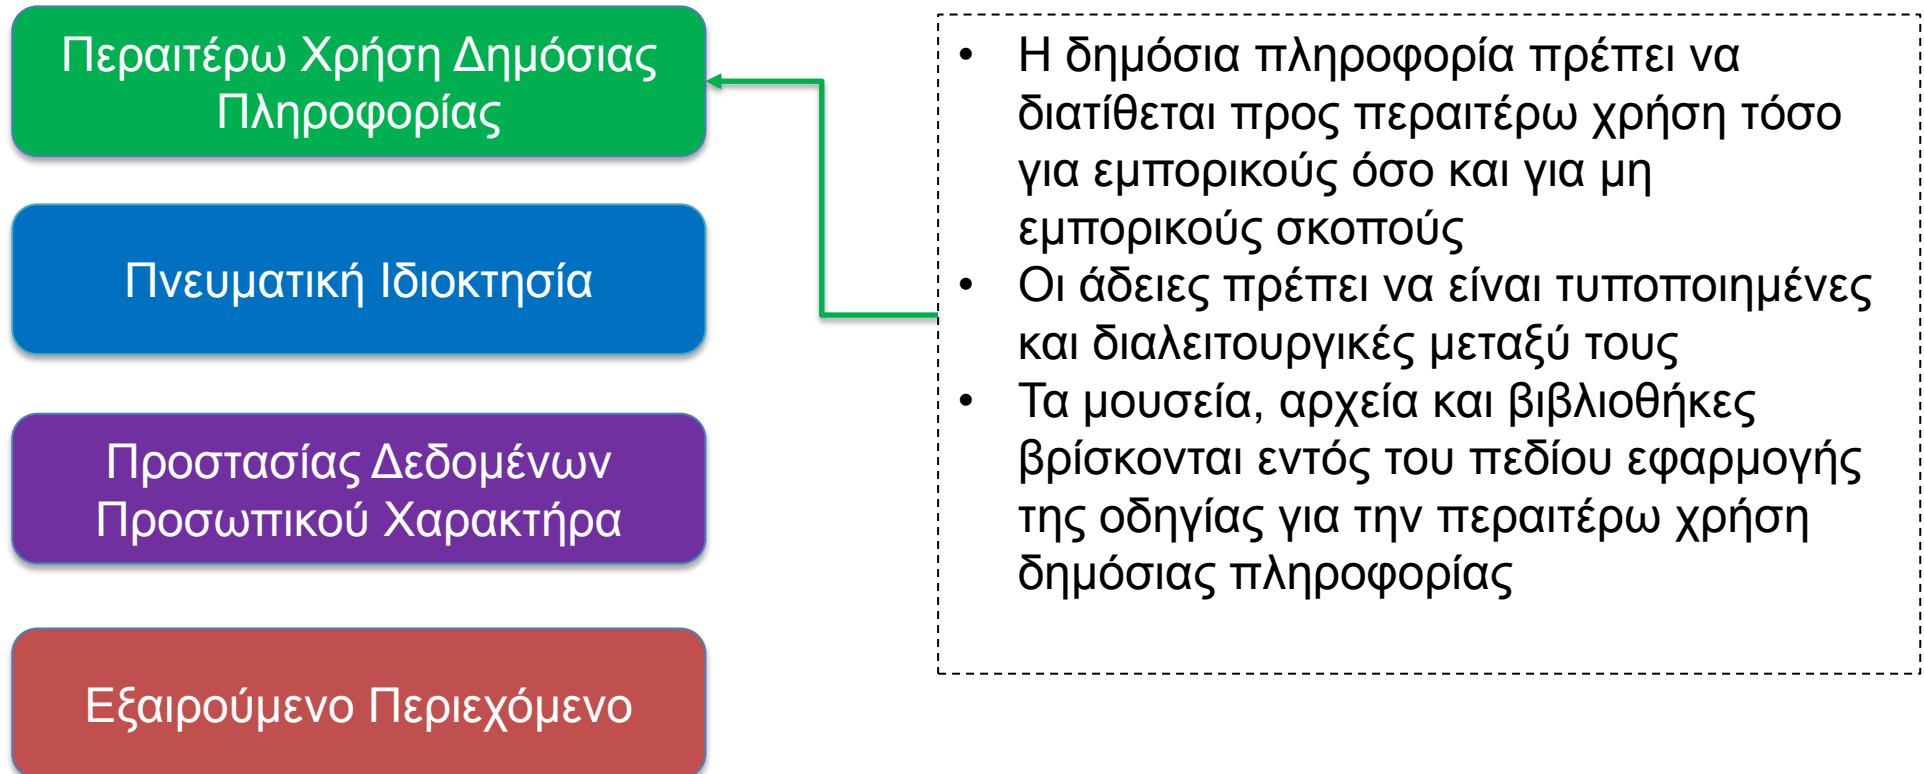 Περαιτέρω Χρήση Δημόσιας
Πληροφορίας
Πνευματική Ιδιοκτησία
Προστασίας Δεδομένων
Προσωπικού Χαρακτήρα
Εξαιρούμενο Περιεχόμενο
• Η δημόσια πληροφορία πρέπει να
διατίθεται προς περαιτέρω χρήση τόσο
για εμπορικούς όσο και για μη
εμπορικούς σκοπούς
• Οι άδειες πρέπει να είναι τυποποιημένες
και διαλειτουργικές μεταξύ τους
• Τα μουσεία, αρχεία και βιβλιοθήκες
βρίσκονται εντός του πεδίου εφαρμογής
της οδηγίας για την περαιτέρω χρήση
δημόσιας πληροφορίας